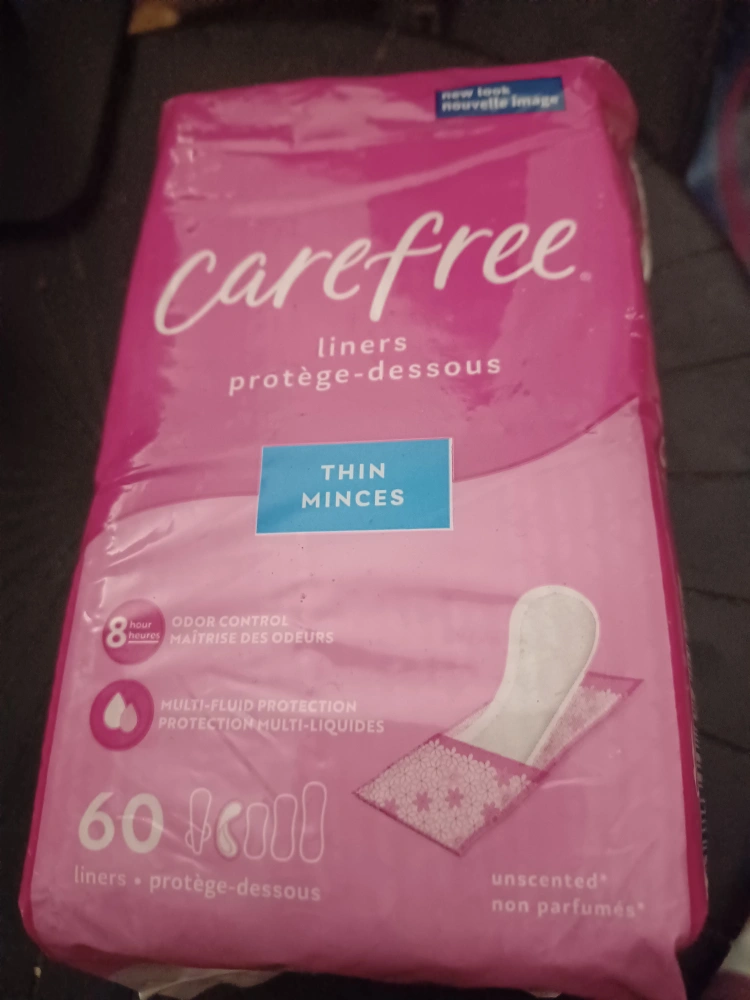 new look
nouvelle image
carefree®
liners
protège-dessous
THIN
MINCES
8 hour
heures
ODOR CONTROL
MAÎTRISE DES ODEURS
MULTI-FLUID PROTECTION
PROTECTION MULTI-LIQUIDES
60
liners • protège-dessous
unscented*
non parfumés*